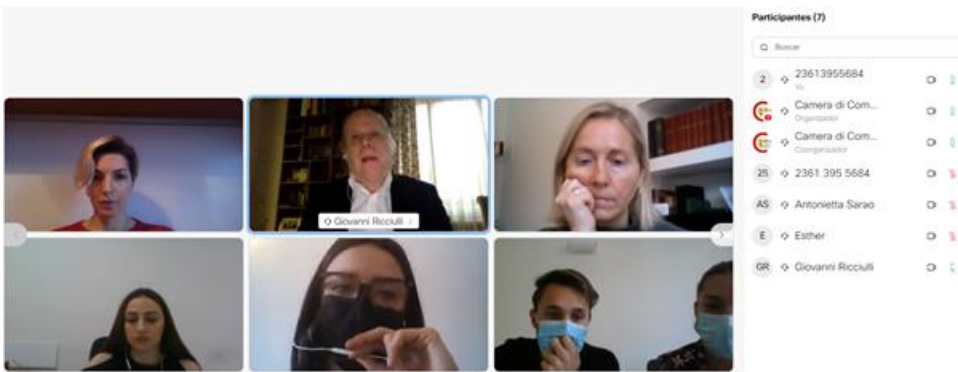 Participantes (7)
Buscar
2 23613955684
Yo
Camera di Com...
Organizador
Camera di Com...
Coorganizador
25 2361 395 5684
AS Antonietta Sarao
E Esther
GR Giovanni Ricciulli
Giovanni Ricciulli